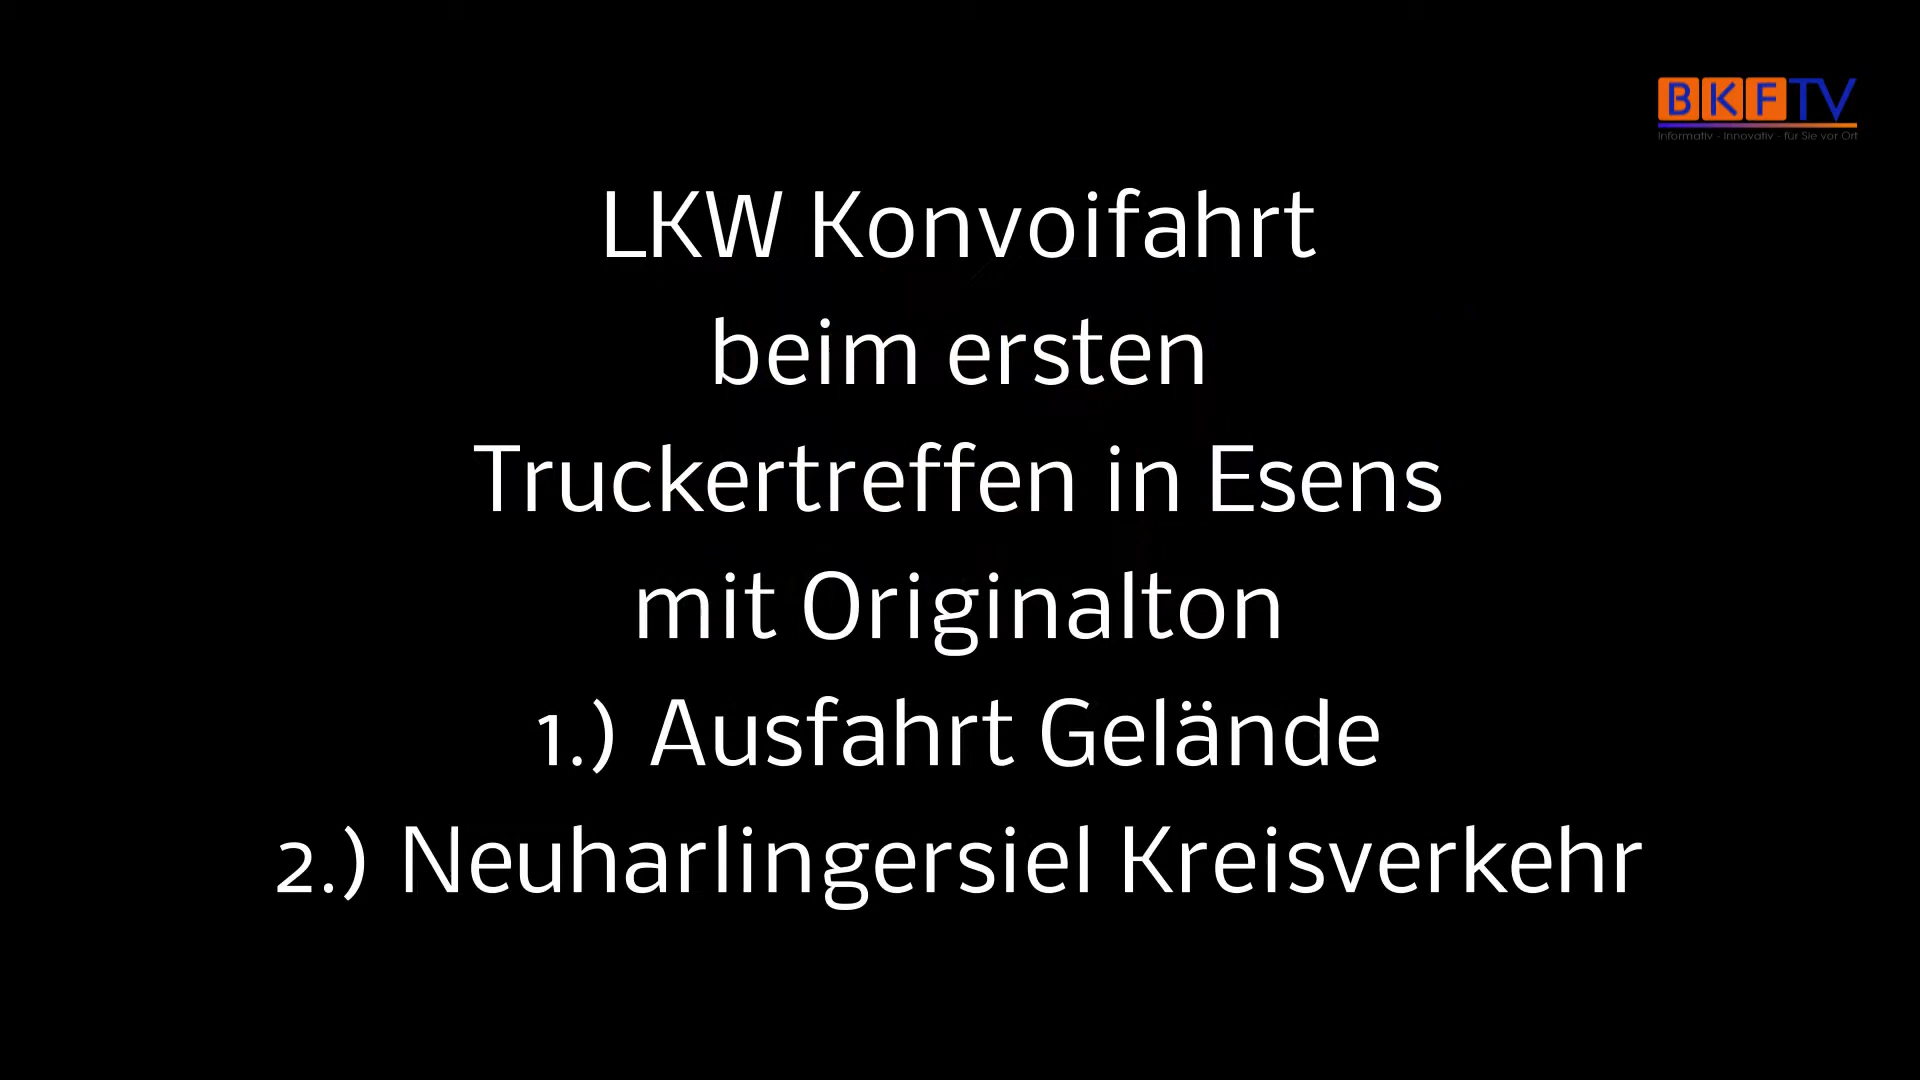 BKFTV
Informativ - Innovativ - für Sie vor Ort
LKW Konvoifahrt
beim ersten
Truckertreffen in Esens
mit Originalton
1.) Ausfahrt Gelände
2.) Neuharlingersiel Kreisverkehr